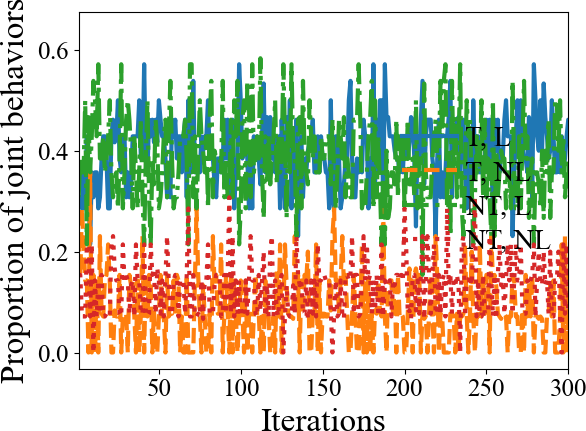 Proportion of joint behaviors
0.6
0.4
0.2
0.0
T, L
T, NL
NT, L
NT, NL
50
100
150
200
250
300
Iterations